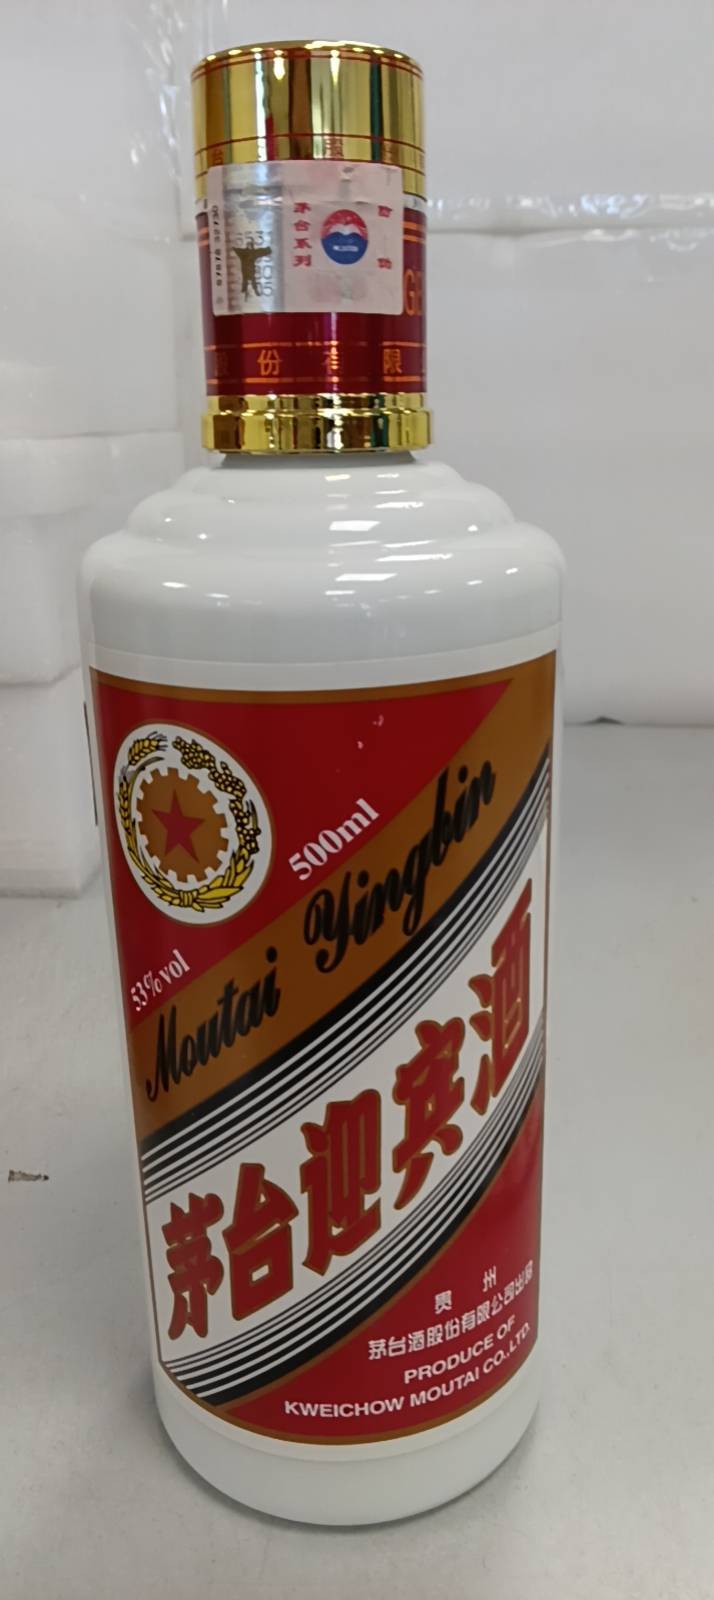 茅台系列
股份有限
500ml
53%vol
Moutai Yingbin
茅台迎宾酒
贵州
茅台酒股份有限公司出品
PRODUCE OF
KWEICHOW MOUTAI CO.,LTD.